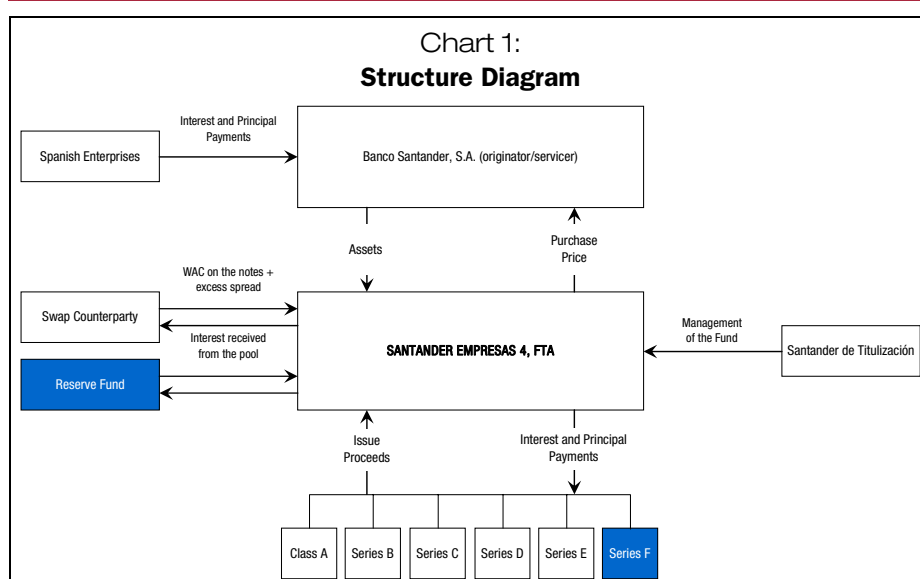 Chart 1:
Structure Diagram
Interest and Principal
Payments
Spanish Enterprises
Banco Santander, S.A. (originator/servicer)
Assets
Purchase
Price
WAC on the notes +
excess spread
Swap Counterparty
Interest received
from the pool
SANTANDER EMPRESAS 4, FTA
Management
of the Fund
Santander de Titulización
Reserve Fund
Issue
Proceeds
Interest and Principal
Payments
Class A
Series B
Series C
Series D
Series E
Series F